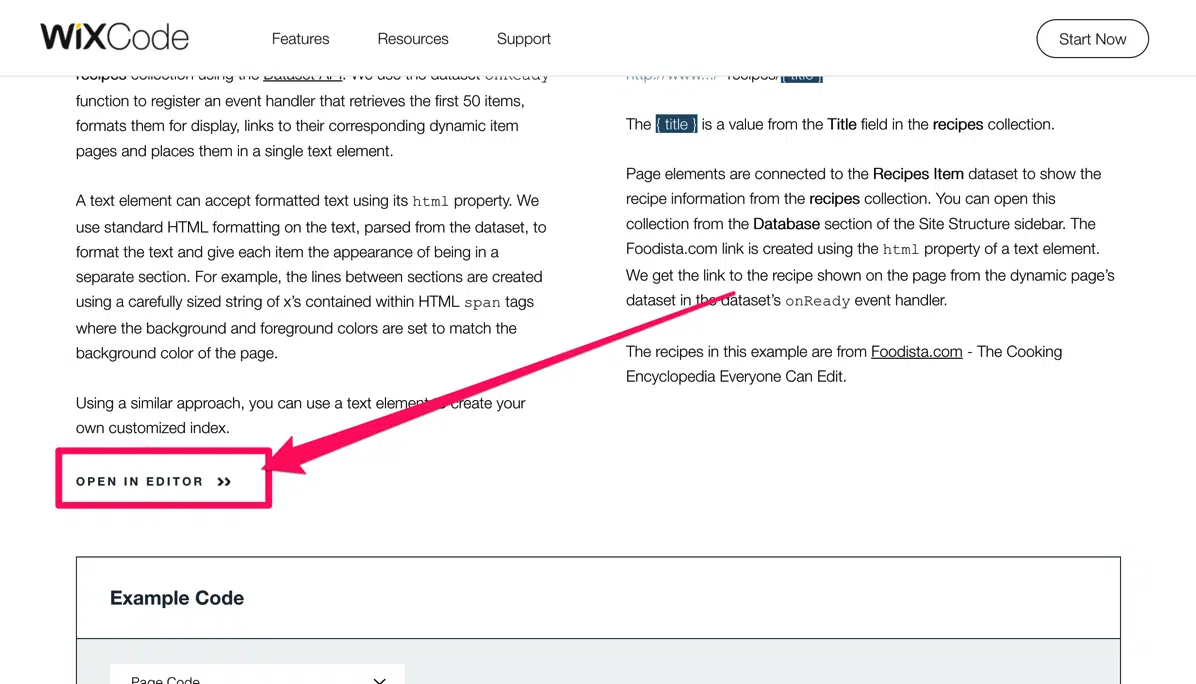 WiXCode
Features
Resources
Support
Start Now
recipes collection using the Dataset API. We use the dataset onReady
function to register an event handler that retrieves the first 50 items,
formats them for display, links to their corresponding dynamic item
pages and places them in a single text element.
A text element can accept formatted text using its html property. We
use standard HTML formatting on the text, parsed from the dataset, to
format the text and give each item the appearance of being in a
separate section. For example, the lines between sections are created
using a carefully sized string of x’s contained within HTML span tags
where the background and foreground colors are set to match the
background color of the page.
Using a similar approach, you can use a text element to create your
own customized index.
OPEN IN EDITOR >>
http://www.../ recipes/{ title }
The { title } is a value from the Title field in the recipes collection.
Page elements are connected to the Recipes Item dataset to show the
recipe information from the recipes collection. You can open this
collection from the Database section of the Site Structure sidebar. The
Foodista.com link is created using the html property of a text element.
We get the link to the recipe shown on the page from the dynamic page’s
dataset in the dataset’s onReady event handler.
The recipes in this example are from Foodista.com - The Cooking
Encyclopedia Everyone Can Edit.
Example Code
Page Code